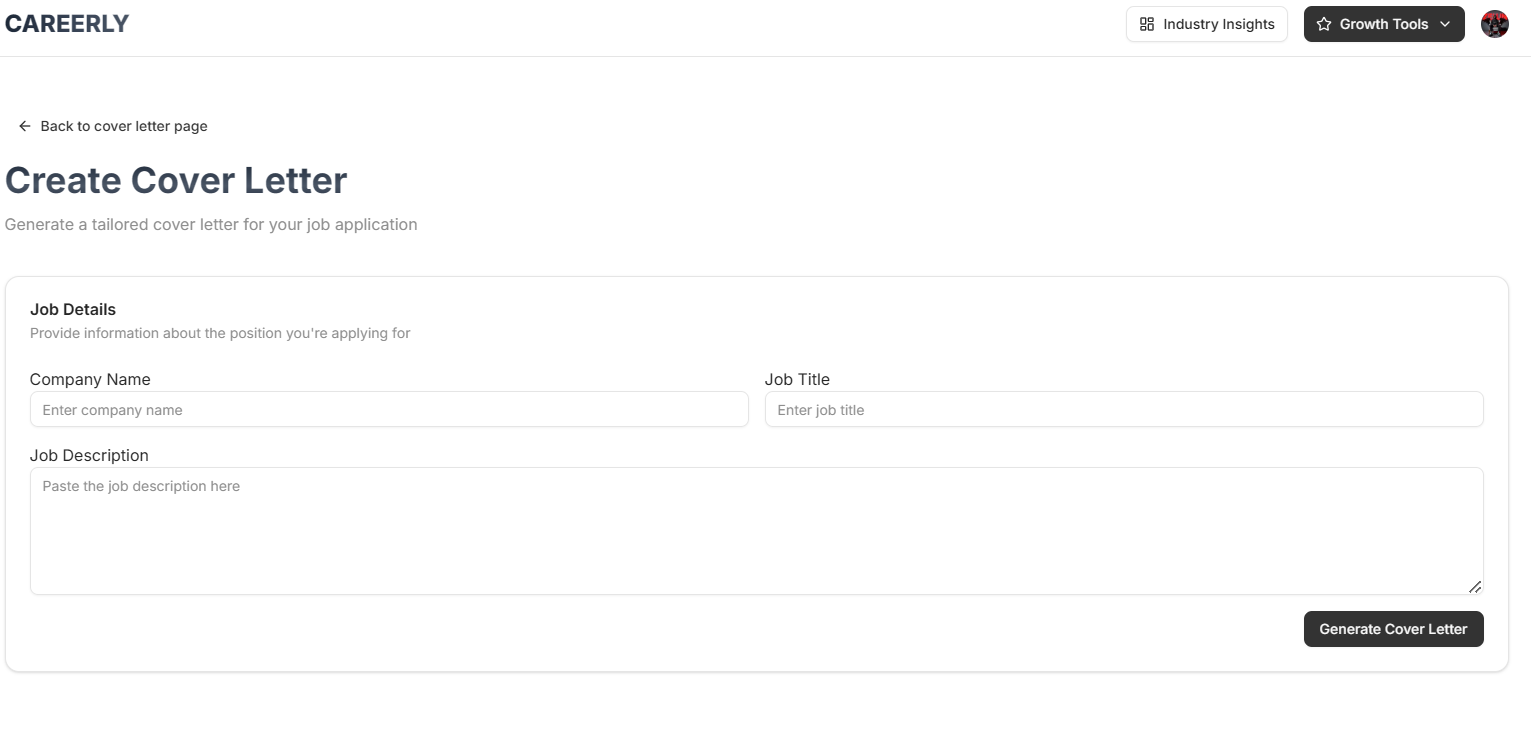 CAREERLY
Industry Insights
Growth Tools
Back to cover letter page
Create Cover Letter
Generate a tailored cover letter for your job application
Job Details
Provide information about the position you're applying for
Company Name
Job Title
Enter company name
Enter job title
Job Description
Paste the job description here
Generate Cover Letter